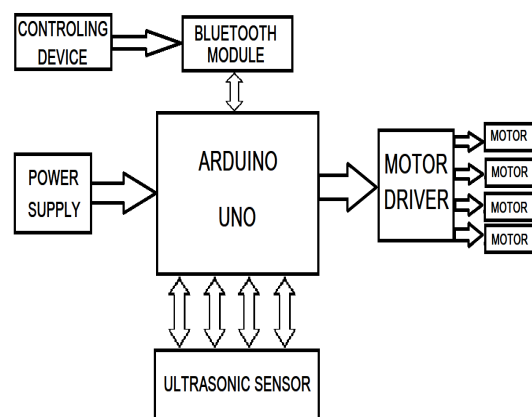 CONTROLING
DEVICE
BLUETOOTH
MODULE
ARDUINO
UNO
POWER
SUPPLY
MOTOR
DRIVER
MOTOR
MOTOR
MOTOR
MOTOR
ULTRASONIC SENSOR